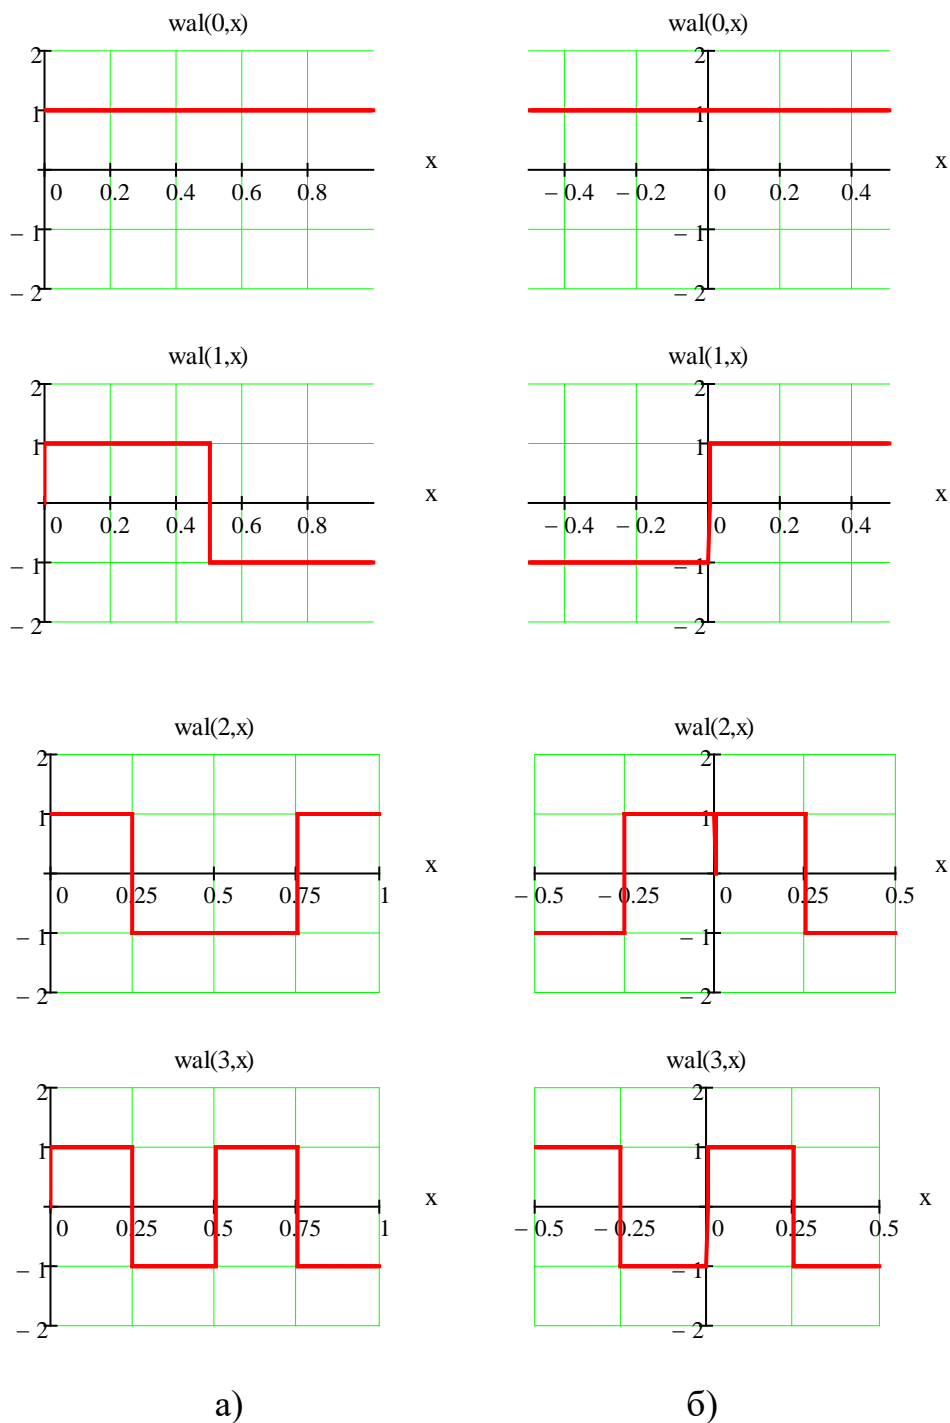 wal(0,x)
2
1
x
0 0.2 0.4 0.6 0.8
– 1
– 2
wal(0,x)
2
1
x
– 0.4 – 0.2 0 0.2 0.4
– 1
– 2
wal(1,x)
2
1
x
0 0.2 0.4 0.6 0.8
– 1
– 2
wal(1,x)
2
1
x
– 0.4 – 0.2 0 0.2 0.4
– 1
– 2
wal(2,x)
2
1
x
0 0.25 0.5 0.75 1
– 1
– 2
wal(2,x)
2
1
x
– 0.5 – 0.25 0 0.25 0.5
– 1
– 2
wal(3,x)
2
1
x
0 0.25 0.5 0.75 1
– 1
– 2
wal(3,x)
2
1
x
– 0.5 – 0.25 0 0.25 0.5
– 1
– 2
а) б)